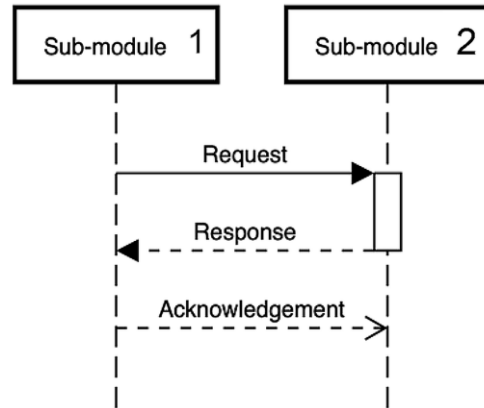 Sub-module 1
Sub-module 2
Request
Response
Acknowledgement